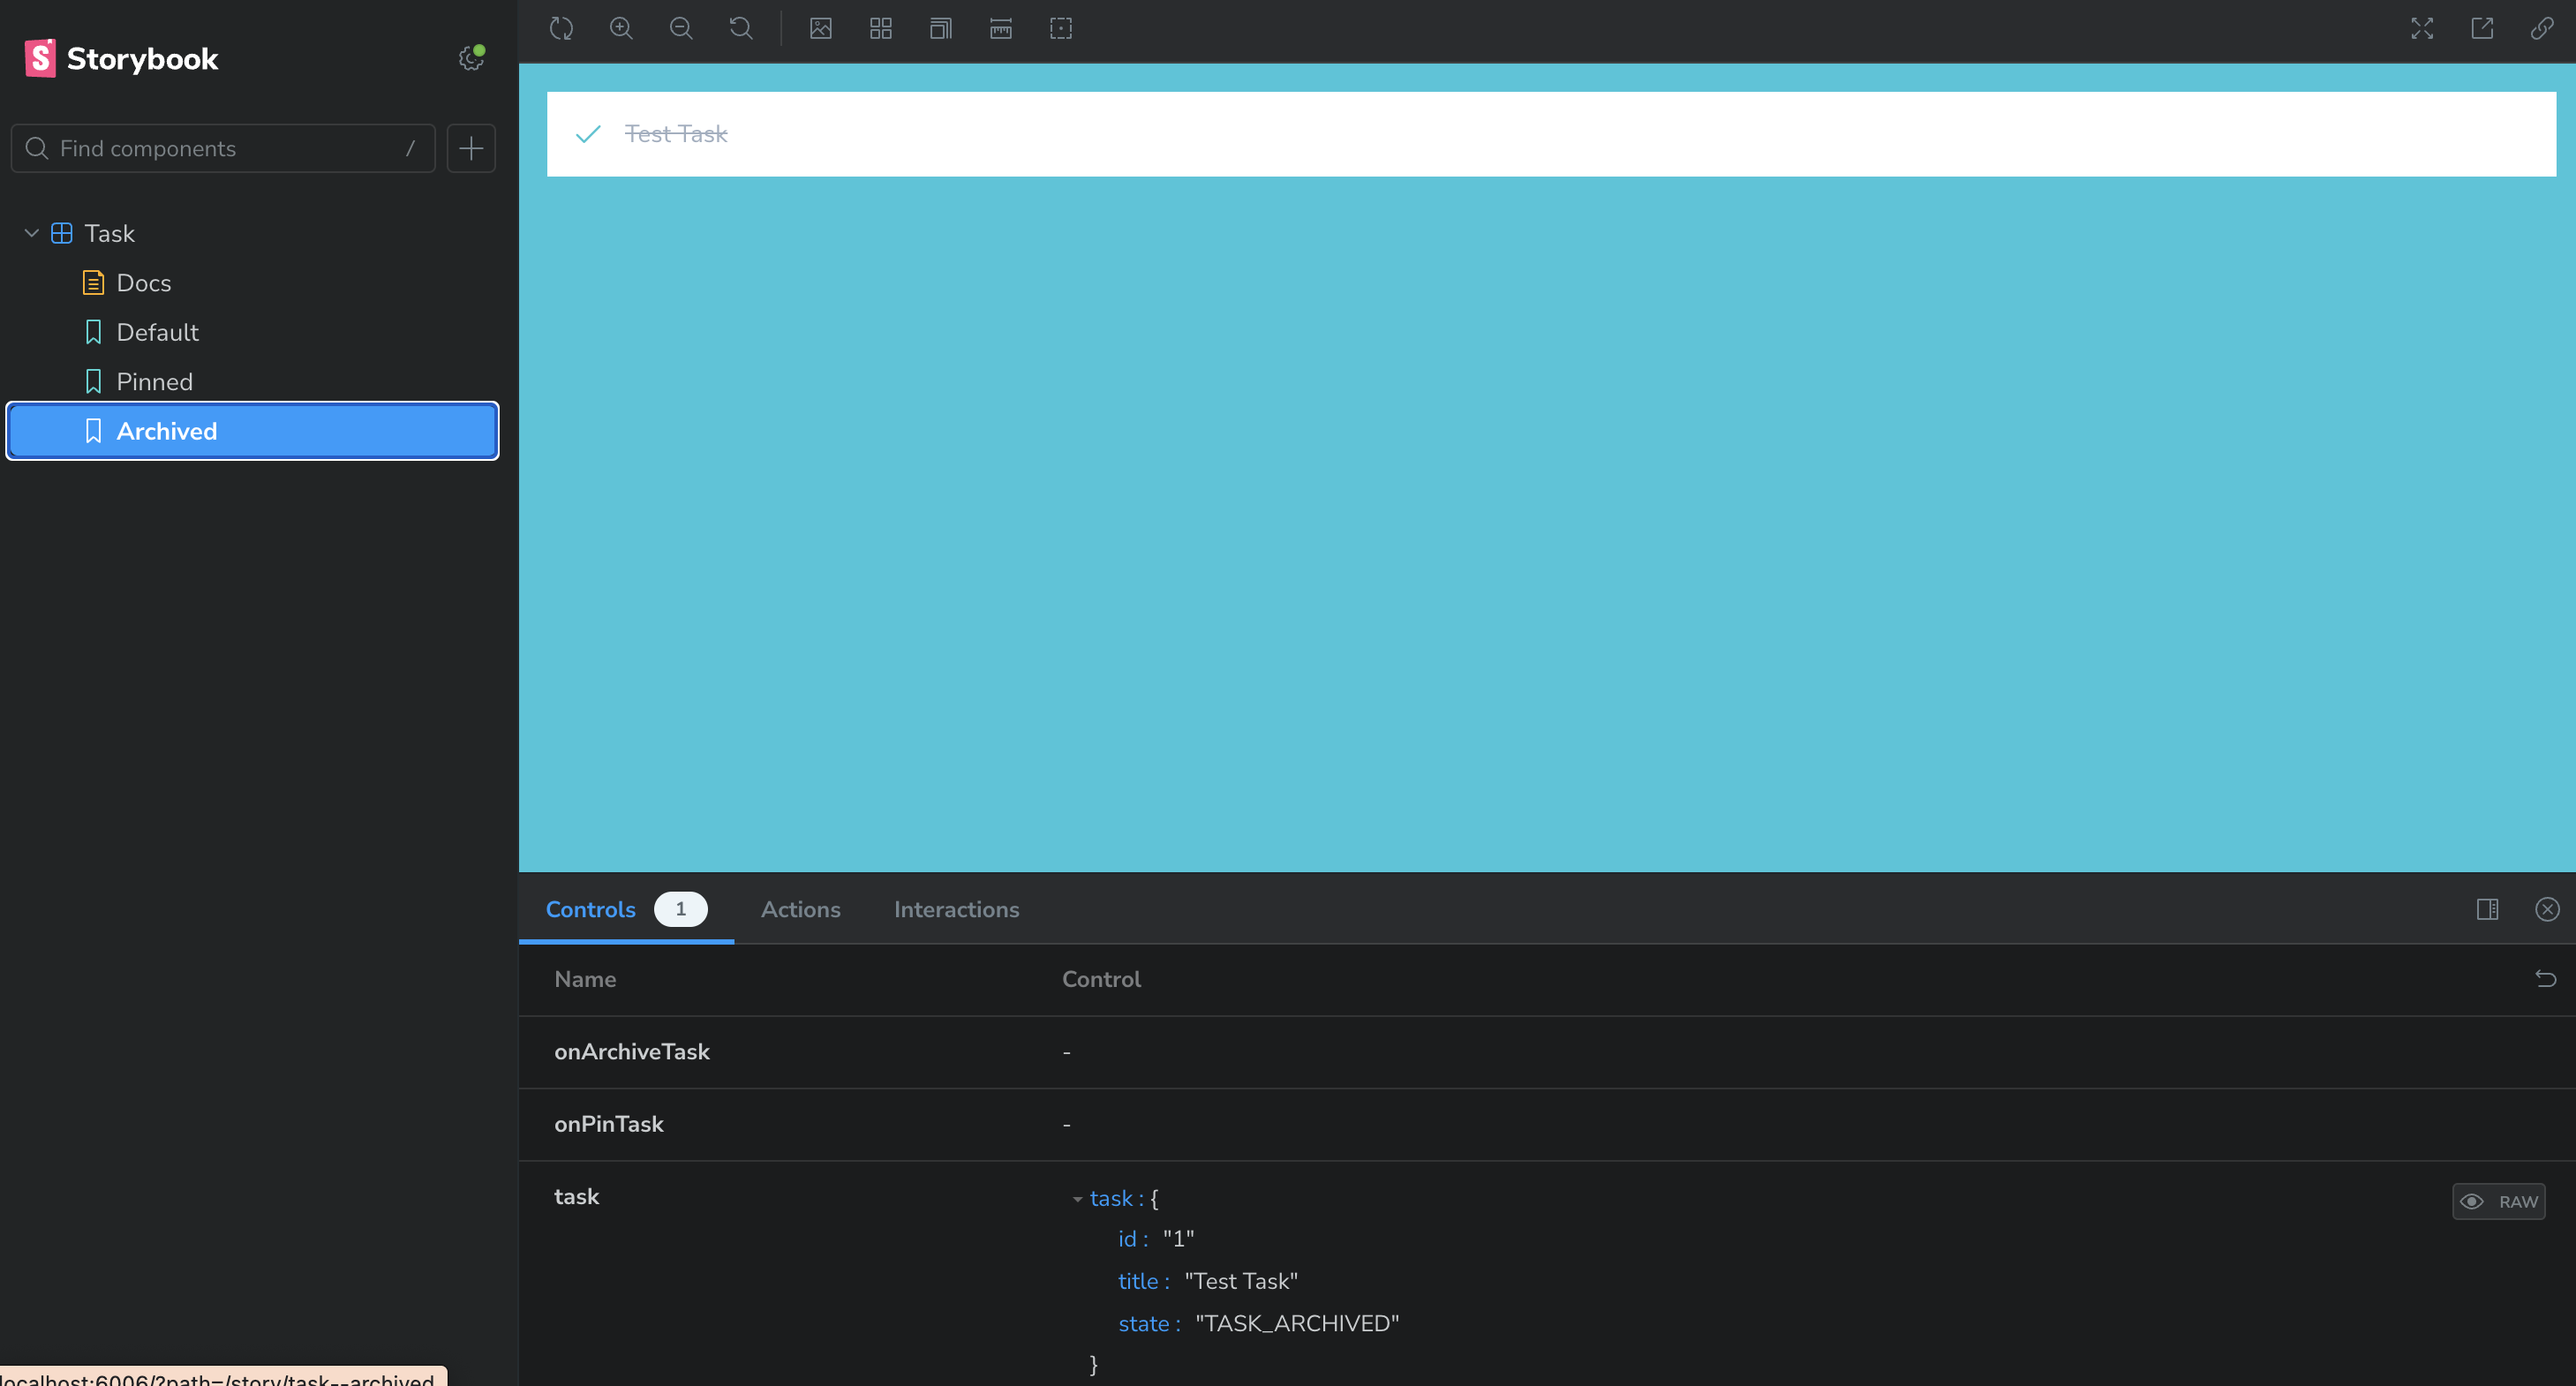 Storybook
Find components /
Task
Docs
Default
Pinned
Archived
Test Task
Controls 1 Actions Interactions
Name Control
onArchiveTask -
onPinTask -
task task : {
RAW
id : "1"
title : "Test Task"
state : "TASK_ARCHIVED"
}
localhost:6006/?path=/story/task--archived